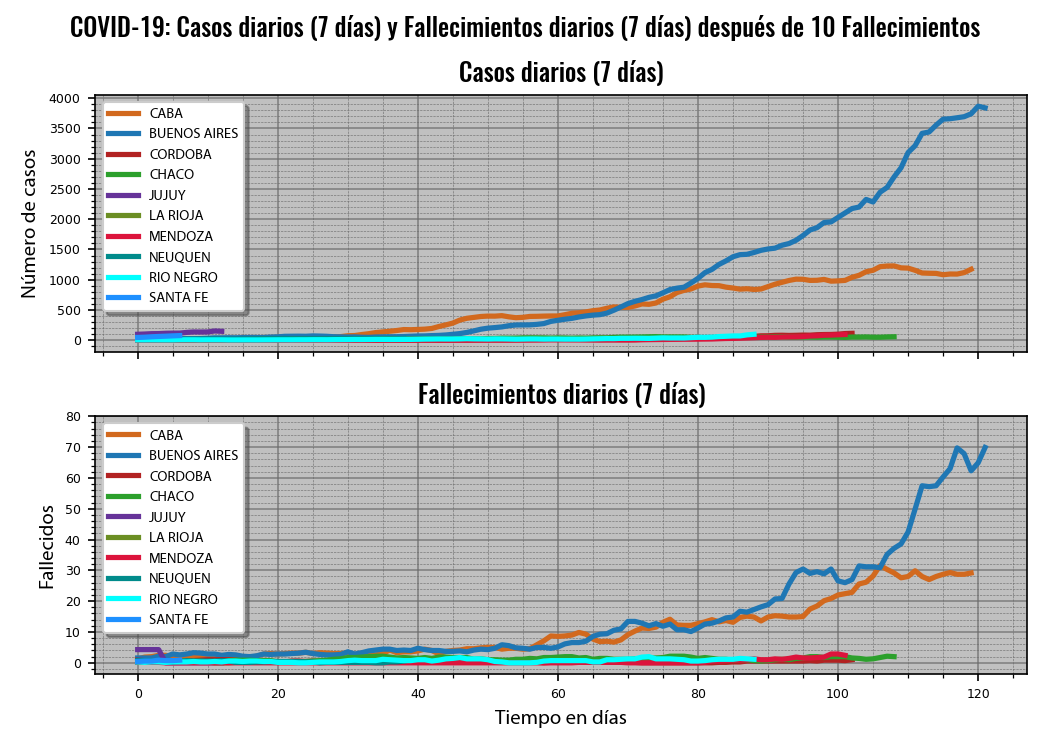 COVID-19: Casos diarios (7 días) y Fallecimientos diarios (7 días) después de 10 Fallecimientos
Casos diarios (7 días)
Número de casos
4000
3500
3000
2500
2000
1500
1000
500
0
CABA
BUENOS AIRES
CORDOBA
CHACO
JUJUY
LA RIOJA
MENDOZA
NEUQUEN
RIO NEGRO
SANTA FE
Fallecimientos diarios (7 días)
Fallecidos
80
70
60
50
40
30
20
10
0
CABA
BUENOS AIRES
CORDOBA
CHACO
JUJUY
LA RIOJA
MENDOZA
NEUQUEN
RIO NEGRO
SANTA FE
0 20 40 60 80 100 120
Tiempo en días